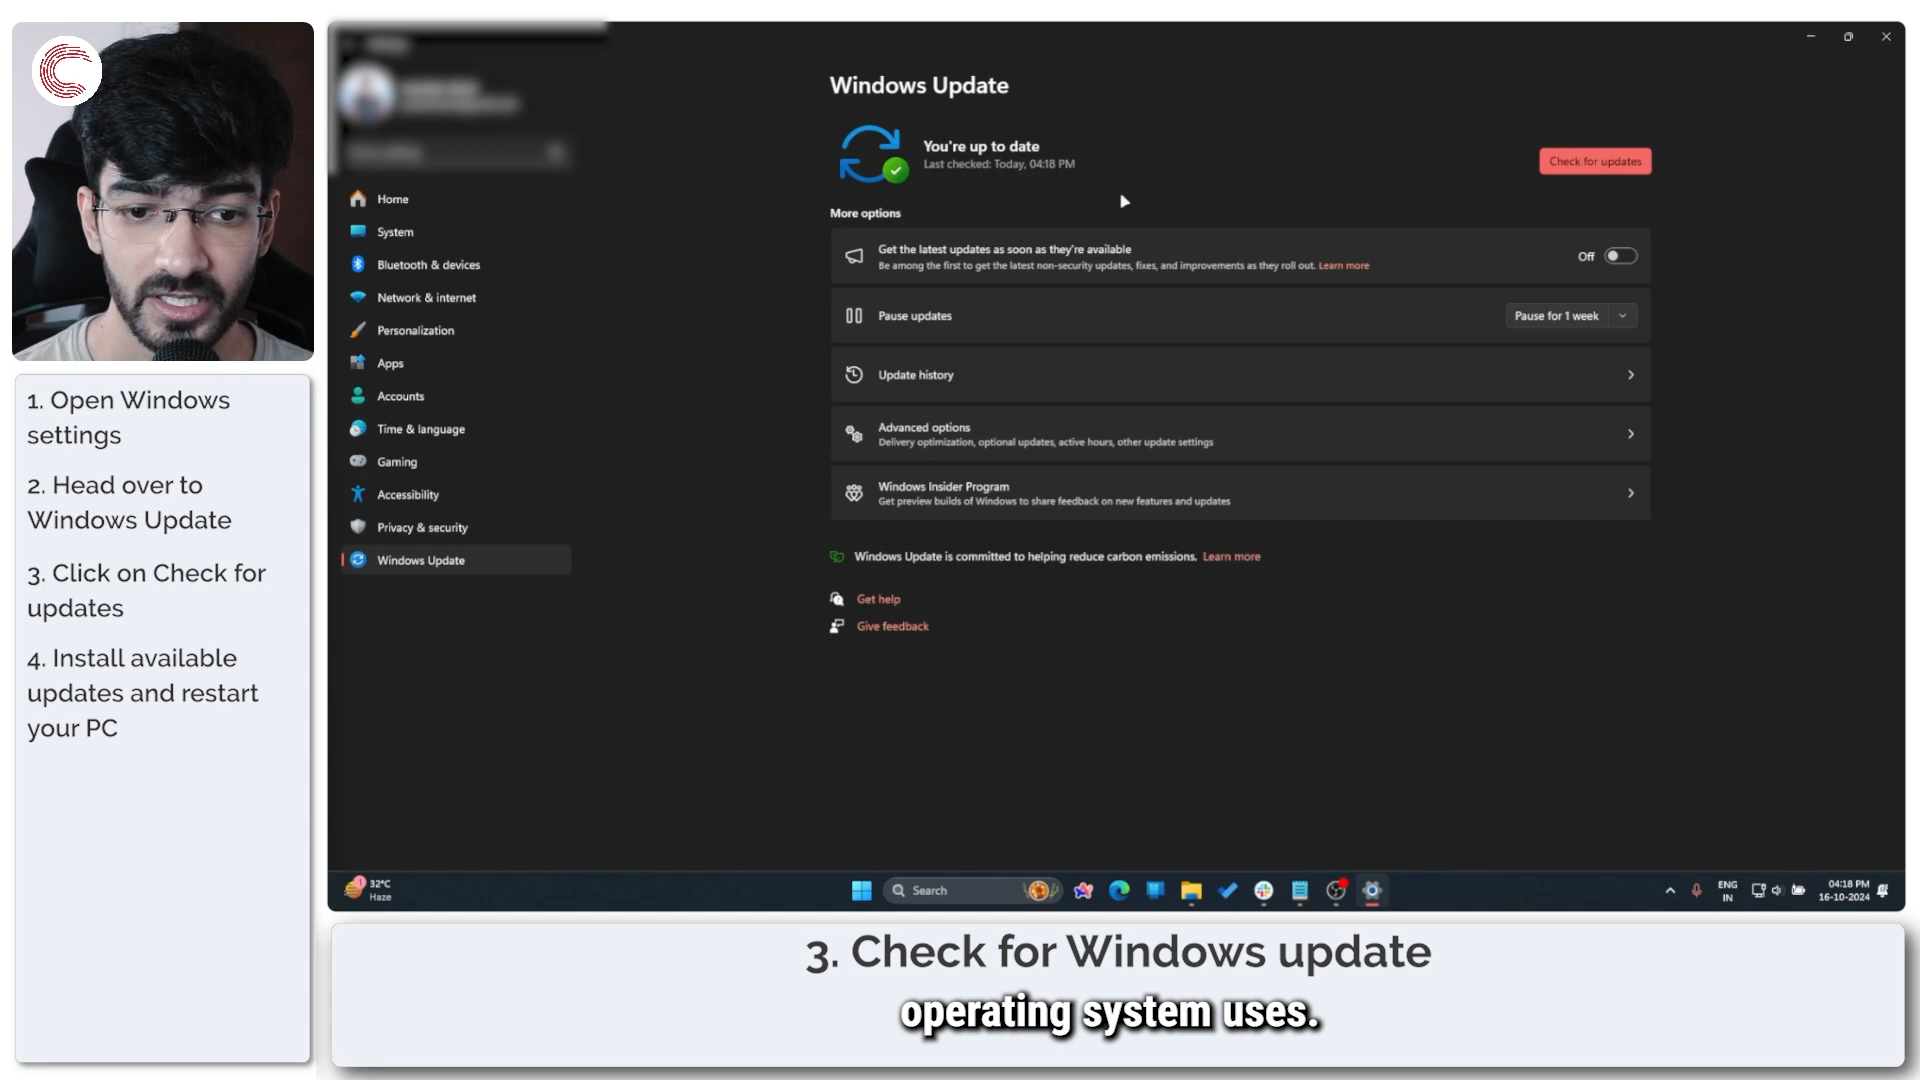 1. Open Windows
settings
2. Head over to
Windows Update
3. Click on Check for
updates
4. Install available
updates and restart
your PC
Home
System
Bluetooth & devices
Network & internet
Personalization
Apps
Accounts
Time & language
Gaming
Accessibility
Privacy & security
Windows Update
Windows Update
You're up to date
Last checked: Today, 04:18 PM
Check for updates
More options
Get the latest updates as soon as they're available
Be among the first to get the latest non-security updates, fixes, and improvements as they roll out. Learn more
Off
Pause updates
Pause for 1 week
Update history
Advanced options
Delivery optimization, optional updates, active hours, other update settings
Windows Insider Program
Get preview builds of Windows to share feedback on new features and updates
Windows Update is committed to helping reduce carbon emissions. Learn more
Get help
Give feedback
1
32°C
Haze
Search
ENG
IN
04:18 PM
16-10-2024
3. Check for Windows update
operating system uses.